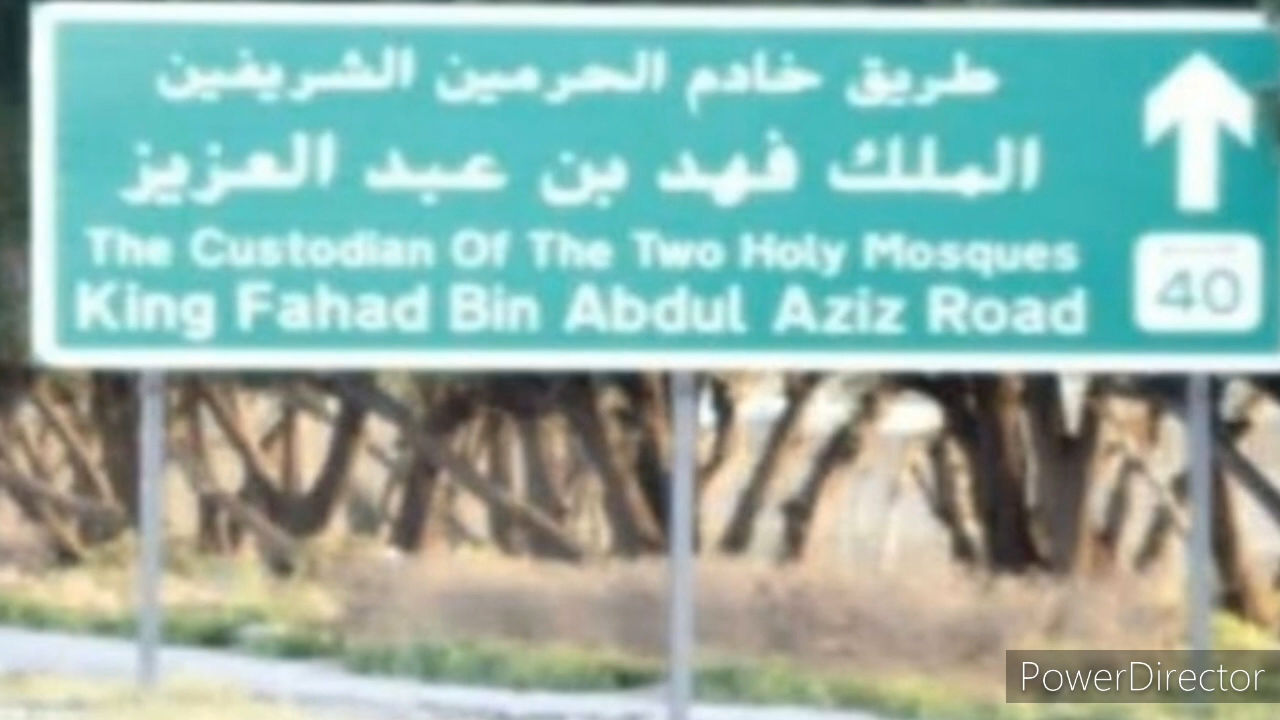 طريق خادم الحرمين الشريفين
الملك فهد بن عبد العزيز
The Custodian Of The Two Holy Mosques
King Fahad Bin Abdul Aziz Road
40
PowerDirector